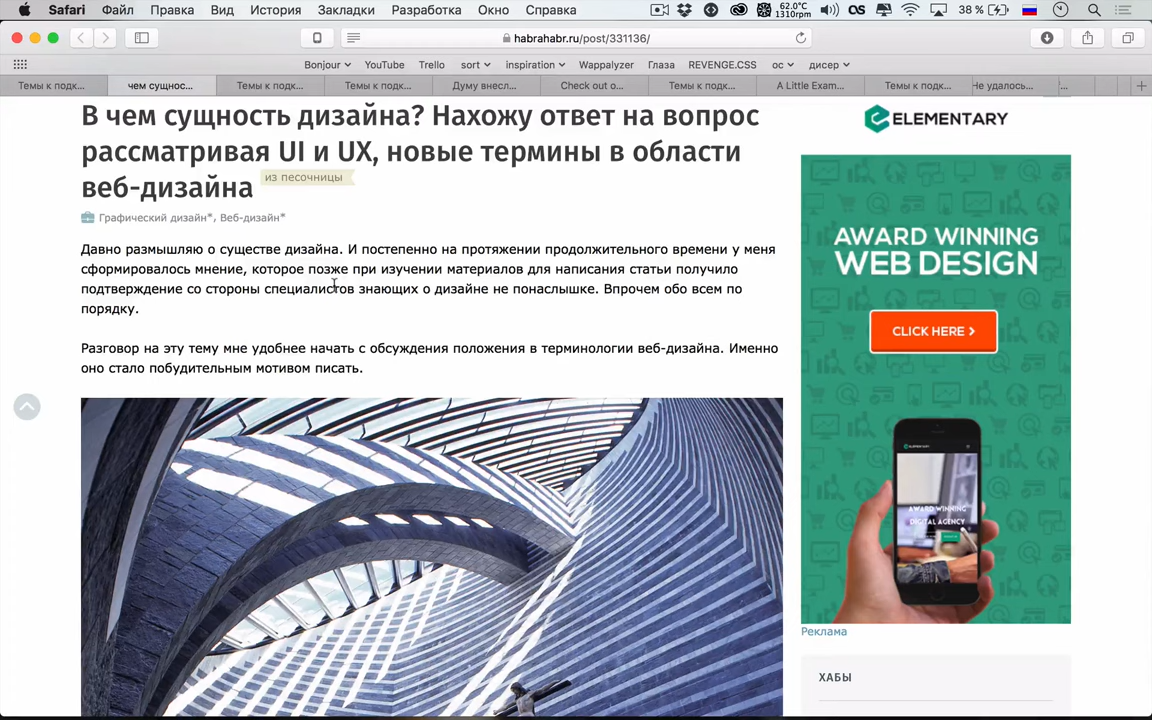 Safari Файл Правка Вид История Закладки Разработка Окно Справка 62.0°C 1310rpm 38 %
habrahabr.ru/post/331136/
Bonjour YouTube Trello sort inspiration Wappalyzer Глаза REVENGE.CSS ос дисер
Темы к подк... чем сущнос... Темы к подк... Темы к подк... Думу внесл... Check out o... Темы к подк... A Little Exam... Темы к подк... Не удалось... ...
В чем сущность дизайна? Нахожу ответ на вопрос
рассматривая UI и UX, новые термины в области
веб-дизайна из песочницы
Графический дизайн*, Веб-дизайн*
Давно размышляю о существе дизайна. И постепенно на протяжении продолжительного времени у меня
сформировалось мнение, которое позже при изучении материалов для написания статьи получило
подтверждение со стороны специалистов знающих о дизайне не понаслышке. Впрочем обо всем по
порядку.
Разговор на эту тему мне удобнее начать с обсуждения положения в терминологии веб-дизайна. Именно
оно стало побудительным мотивом писать.
ELEMENTARY
AWARD WINNING
WEB DESIGN
CLICK HERE >
AWARD WINNING
DIGITAL AGENCY
Реклама
ХАБЫ